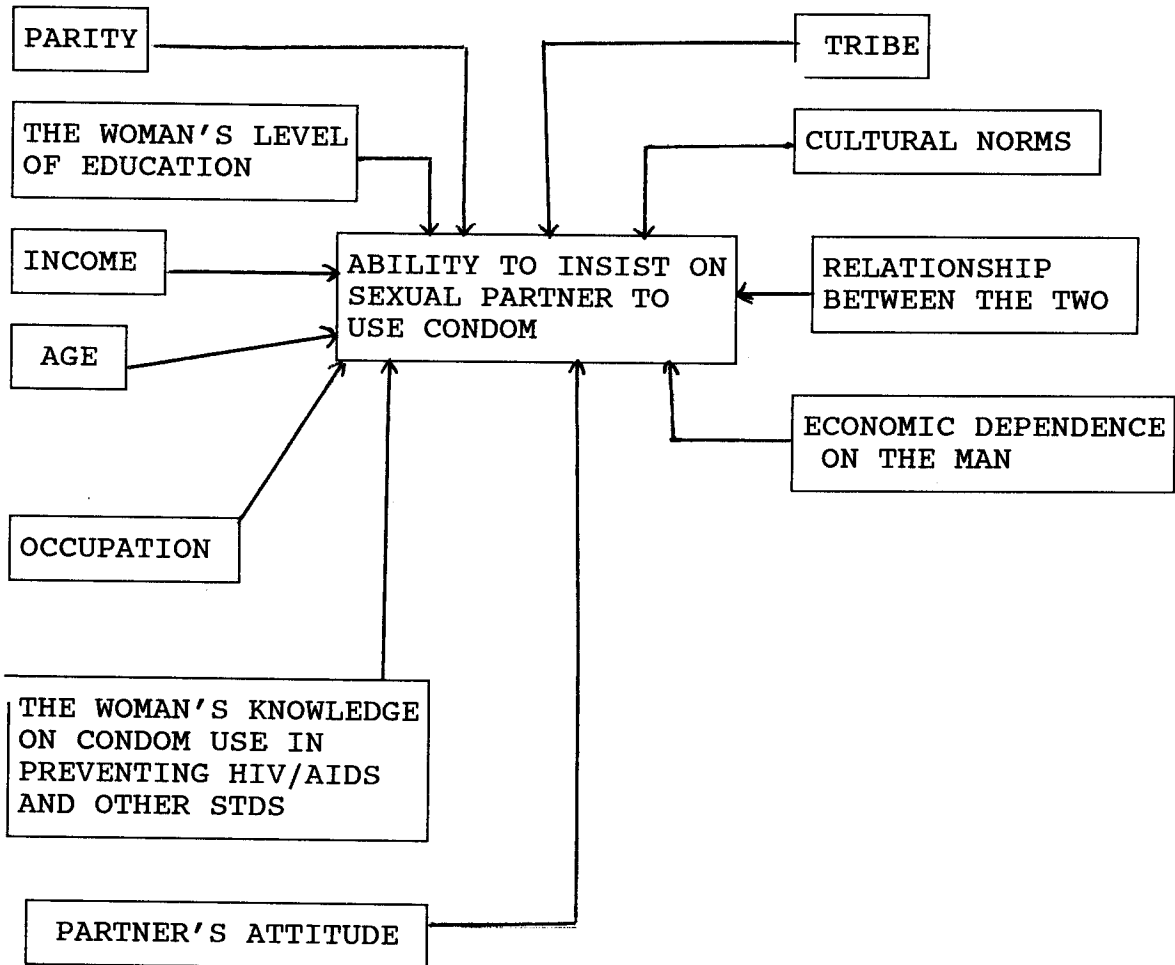 PARITY
TRIBE
THE WOMAN'S LEVEL
OF EDUCATION
CULTURAL NORMS
INCOME
ABILITY TO INSIST ON
SEXUAL PARTNER TO
USE CONDOM
RELATIONSHIP
BETWEEN THE TWO
AGE
ECONOMIC DEPENDENCE
ON THE MAN
OCCUPATION
THE WOMAN'S KNOWLEDGE
ON CONDOM USE IN
PREVENTING HIV/AIDS
AND OTHER STDS
PARTNER'S ATTITUDE